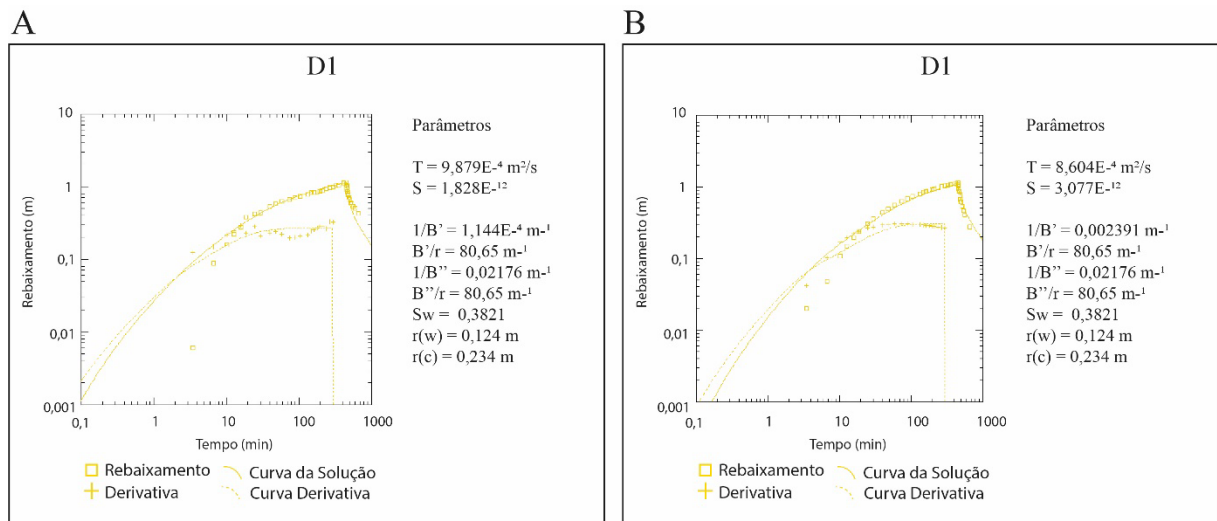 A
D1
10
1
0,1
0,01
0,001
0,1
1
10
100
1000
Rebaixamento (m)
Tempo (min)
Parâmetros
T = 9,879E-⁴ m²/s
S = 1,828E-¹²
1/B' = 1,144E-⁴ m-¹
B'/r = 80,65 m-¹
1/B'' = 0,02176 m-¹
B''/r = 80,65 m-¹
Sw = 0,3821
r(w) = 0,124 m
r(c) = 0,234 m
Rebaixamento
Curva da Solução
Derivativa
Curva Derivativa
B
D1
10
1
0,1
0,01
0,001
0,1
1
10
100
1000
Rebaixamento (m)
Tempo (min)
Parâmetros
T = 8,604E-⁴ m²/s
S = 3,077E-¹²
1/B' = 0,002391 m-¹
B'/r = 80,65 m-¹
1/B'' = 0,02176 m-¹
B''/r = 80,65 m-¹
Sw = 0,3821
r(w) = 0,124 m
r(c) = 0,234 m
Rebaixamento
Curva da Solução
Derivativa
Curva Derivativa